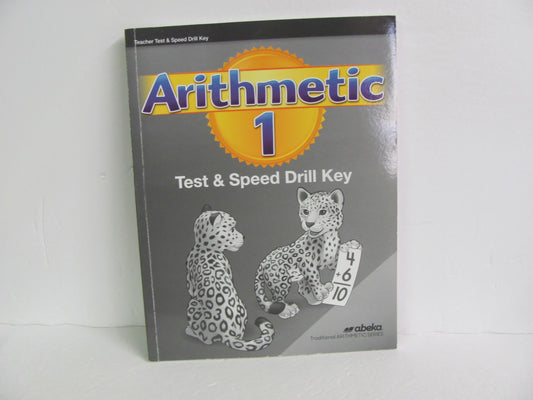 Teacher Test & Speed Drill Key
Arithmetic
1
Test & Speed Drill Key
4
+6
10
abeka
Traditional ARITHMETIC SERIES